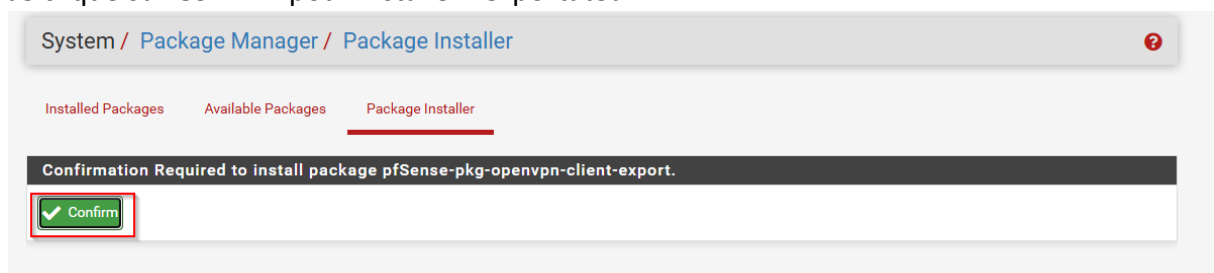 System / Package Manager / Package Installer
Installed Packages Available Packages Package Installer
Confirmation Required to install package pfSense-pkg-openvpn-client-export.
Confirm